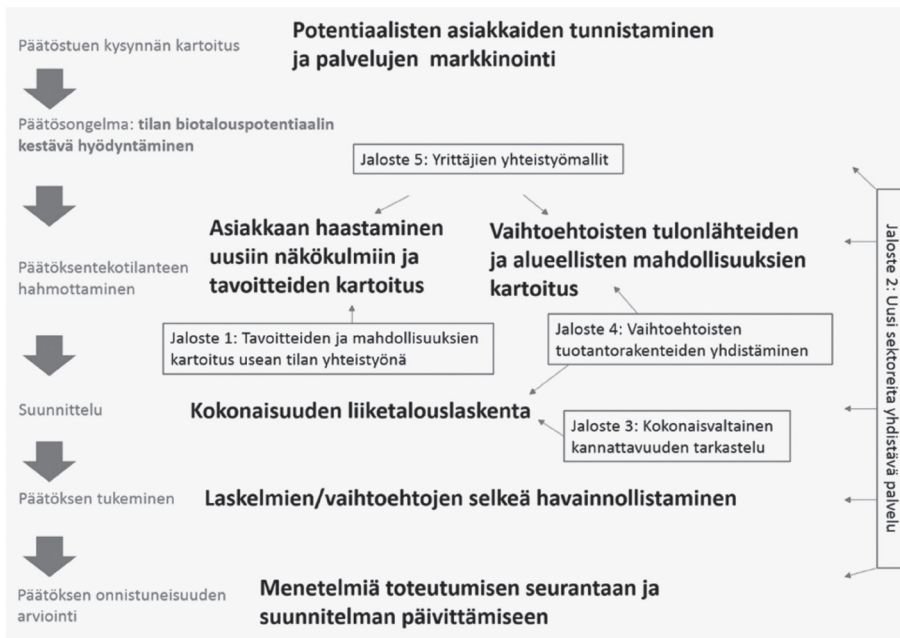 Potentiaalisten asiakkaiden tunnistaminen
ja palvelujen markkinointi
Päätöstuen kysynnän kartoitus
Päätösongelma: tilan biotalouspotentiaalin
kestävä hyödyntäminen
Jaloste 5: Yrittäjien yhteistyömallit
Asiakkaan haastaminen
uusiin näkökulmiin ja
tavoitteiden kartoitus
Vaihtoehtoisten tulonlähteiden
ja alueellisten mahdollisuuksien
kartoitus
Päätöksentekotilanteen
hahmottaminen
Jaloste 1: Tavoitteiden ja mahdollisuuksien
kartoitus usean tilan yhteistyönä
Jaloste 4: Vaihtoehtoisten
tuotantorakenteiden yhdistäminen
Suunnittelu
Kokonaisuuden liiketalouslaskenta
Jaloste 3: Kokonaisvaltainen
kannattavuuden tarkastelu
Päätöksen tukeminen
Laskelmien/vaihtoehtojen selkeä havainnollistaminen
Päätöksen onnistuneisuuden
arviointi
Menetelmiä toteutumisen seurantaan ja
suunnitelman päivittämiseen
Jaloste 2: Uusi sektoreita yhdistävä palvelu